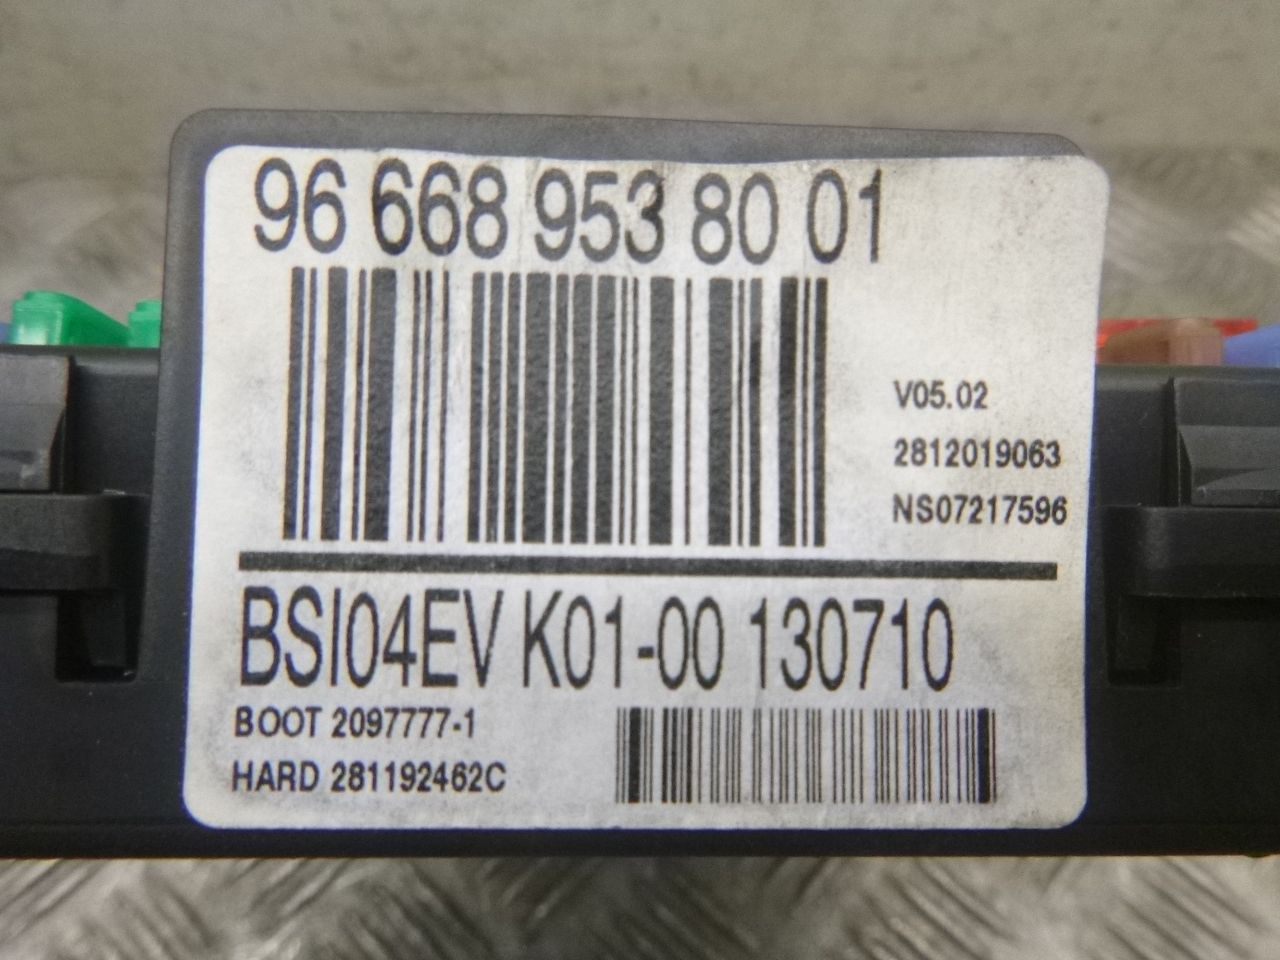 96 668 953 80 01
V05.02
2812019063
NS07217596
BSI04EV K01-00 130710
BOOT 2097777-1
HARD 281192462C